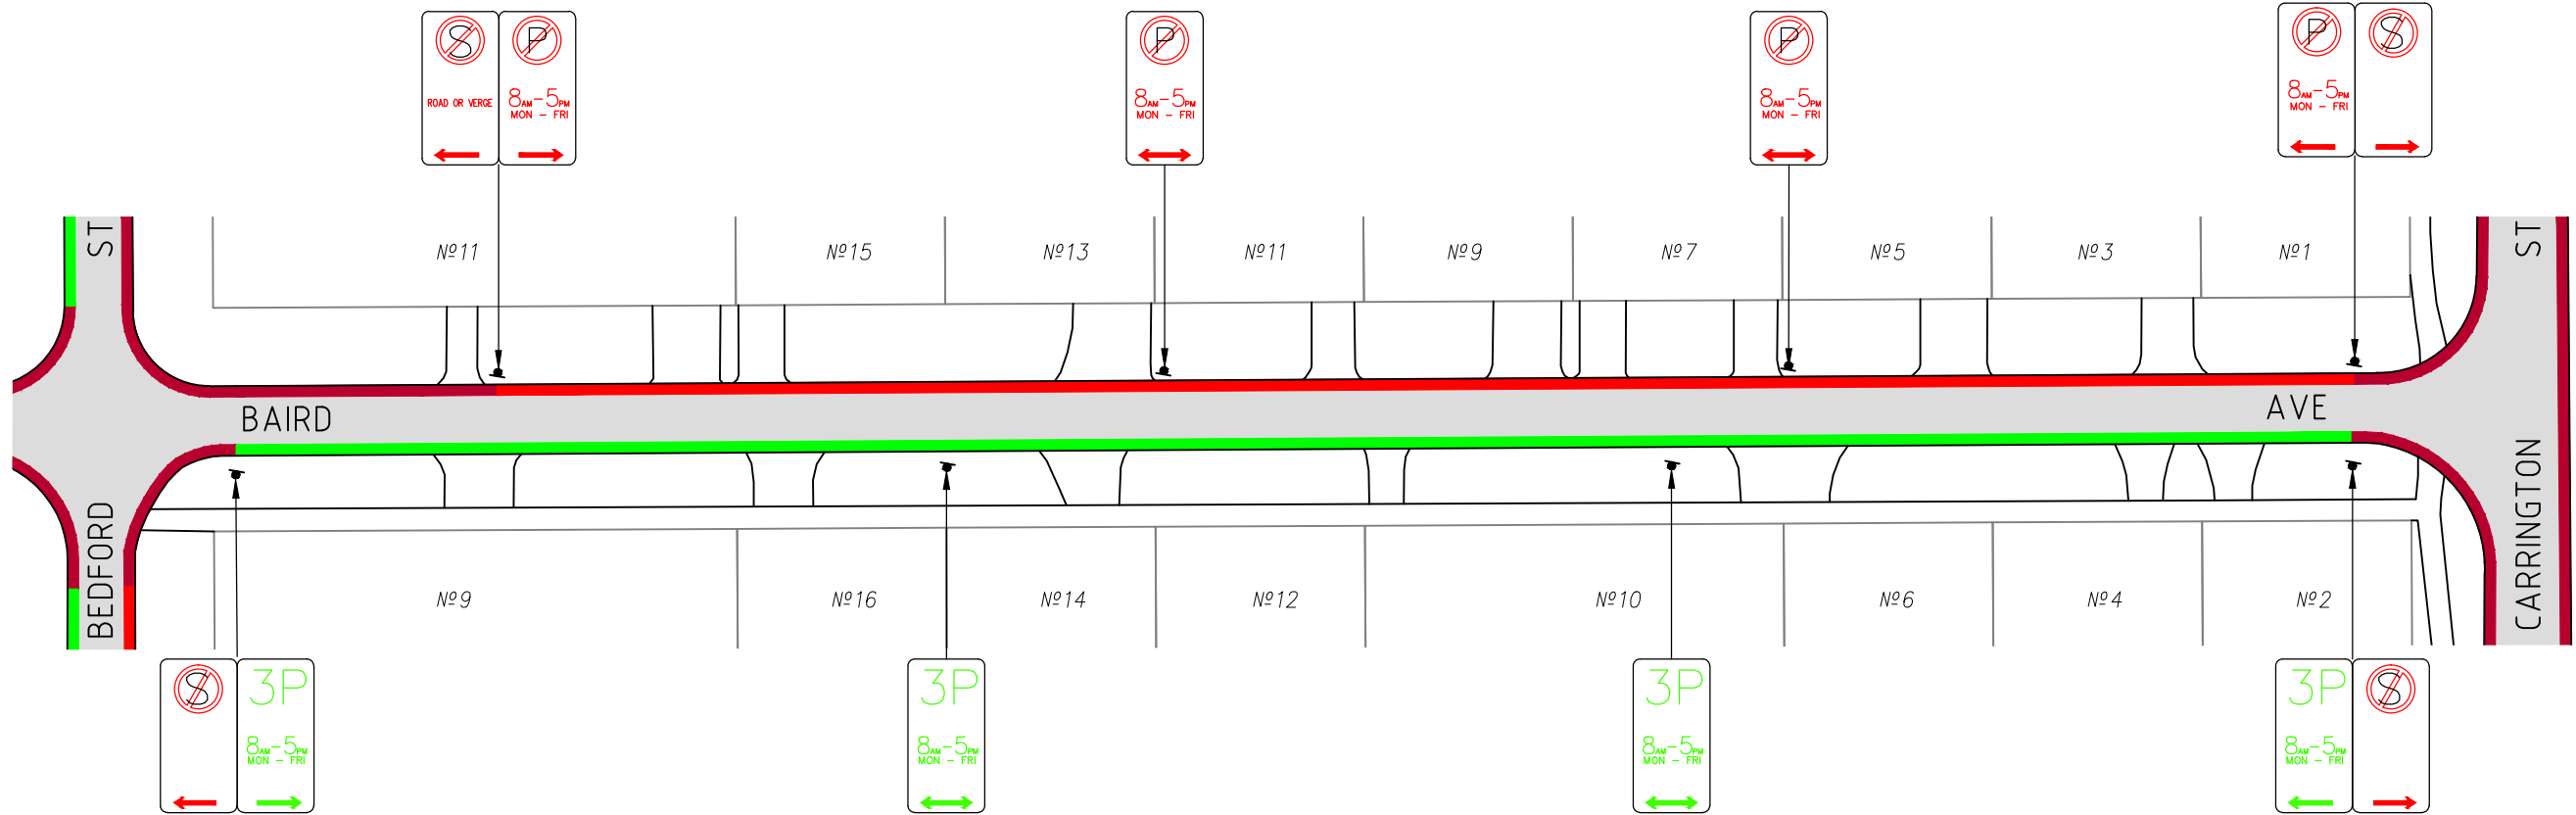 S P
ROAD OR VERGE 8AM-5PM
MON - FRI
P
8AM-5PM
MON - FRI
P
8AM-5PM
MON - FRI
P S
8AM-5PM
MON - FRI
ST
Nº11 Nº15 Nº13 Nº11 Nº9 Nº7 Nº5 Nº3 Nº1
ST
BAIRD AVE
BEDFORD
CARRINGTON
Nº9 Nº16 Nº14 Nº12 Nº10 Nº6 Nº4 Nº2
S 3P
8AM-5PM
MON - FRI
3P
8AM-5PM
MON - FRI
3P
8AM-5PM
MON - FRI
3P S
8AM-5PM
MON - FRI